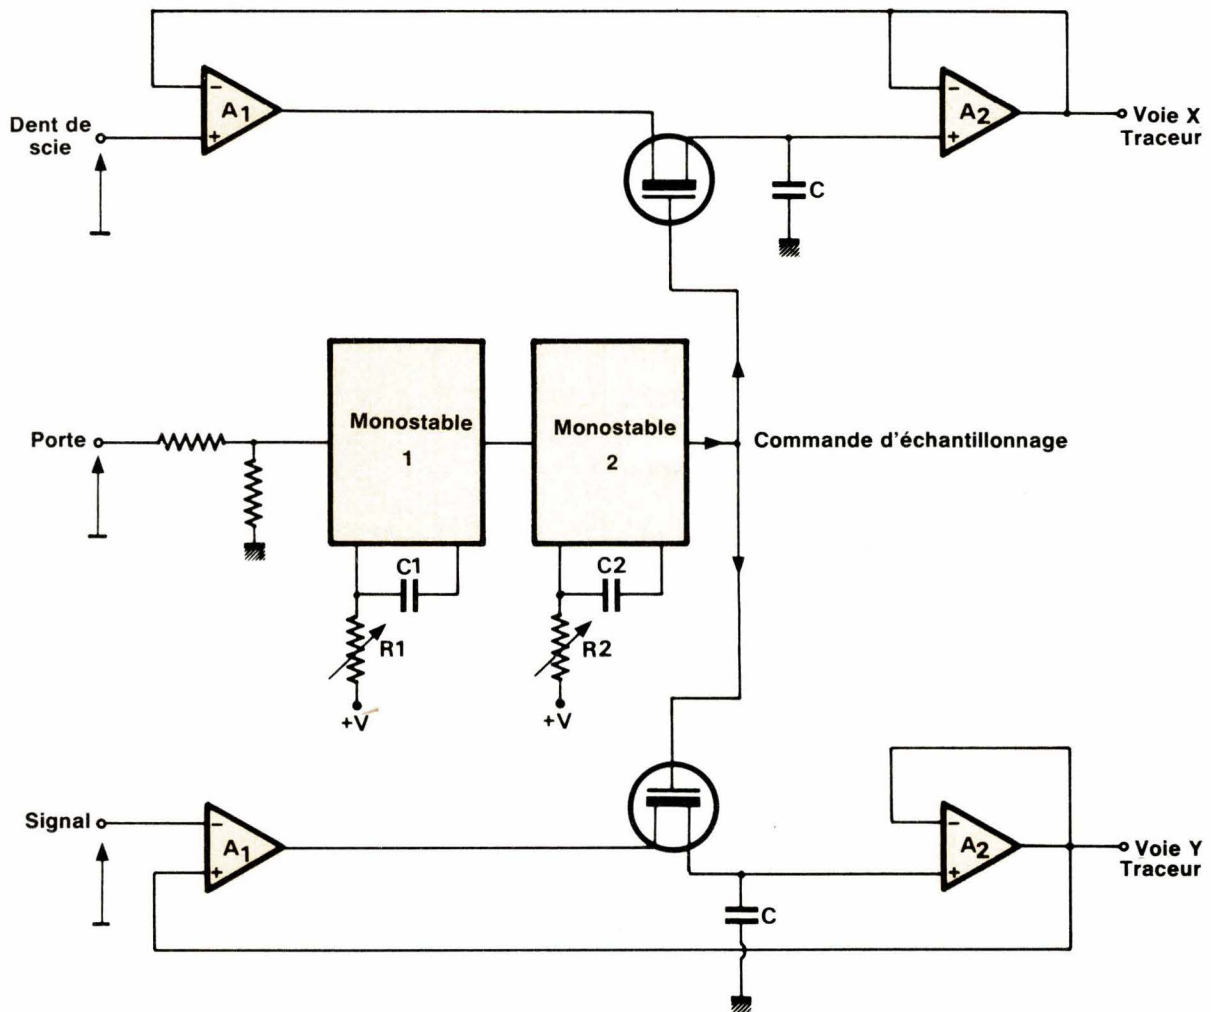 -
A1
+
Dent de
scie
-
A2
+
Voie X
Traceur
C
Porte
Monostable
1
Monostable
2
Commande d'échantillonnage
C1
C2
R1
R2
+V
+V
Signal
-
A1
+
-
A2
+
Voie Y
Traceur
C